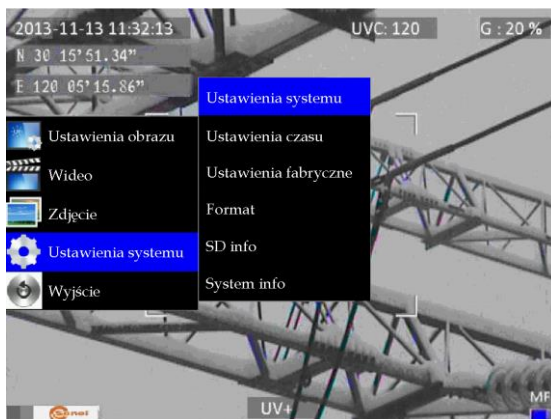 2013-11-13 11:32:13 UVC: 120 G : 20 %
N 30 15'51.34"
E 120 05'15.86"
Ustawienia obrazu
Wideo
Zdjęcie
Ustawienia systemu
Wyjście
Ustawienia systemu
Ustawienia czasu
Ustawienia fabryczne
Format
SD info
System info
UV+
MF